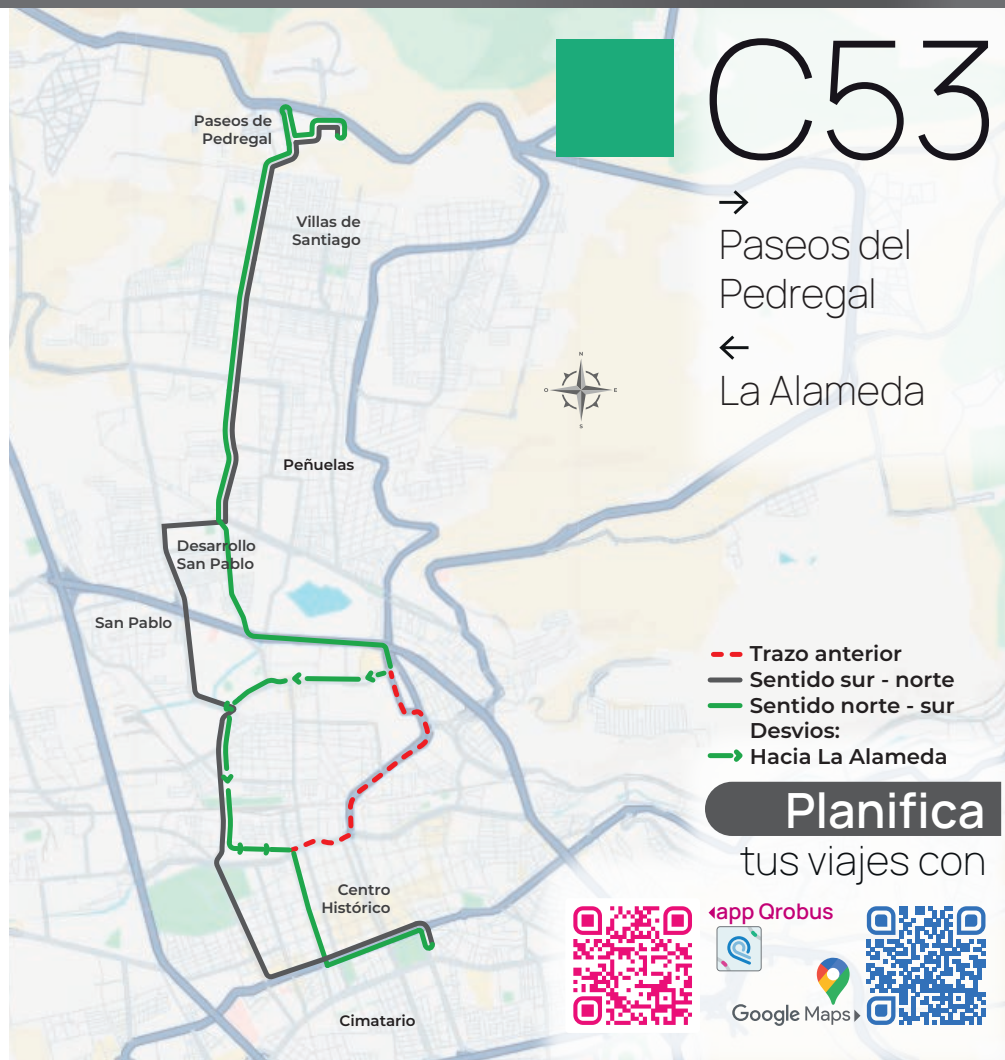 C53
→
Paseos del
Pedregal
←
La Alameda
Paseos de
Pedregal
Villas de
Santiago
N
O
E
S
Peñuelas
Desarrollo
San Pablo
San Pablo
Centro
Histórico
Cimatario
Trazo anterior
Sentido sur - norte
Sentido norte - sur
Desvios:
Hacia La Alameda
Planifica
tus viajes con
app Qrobus
Google Maps